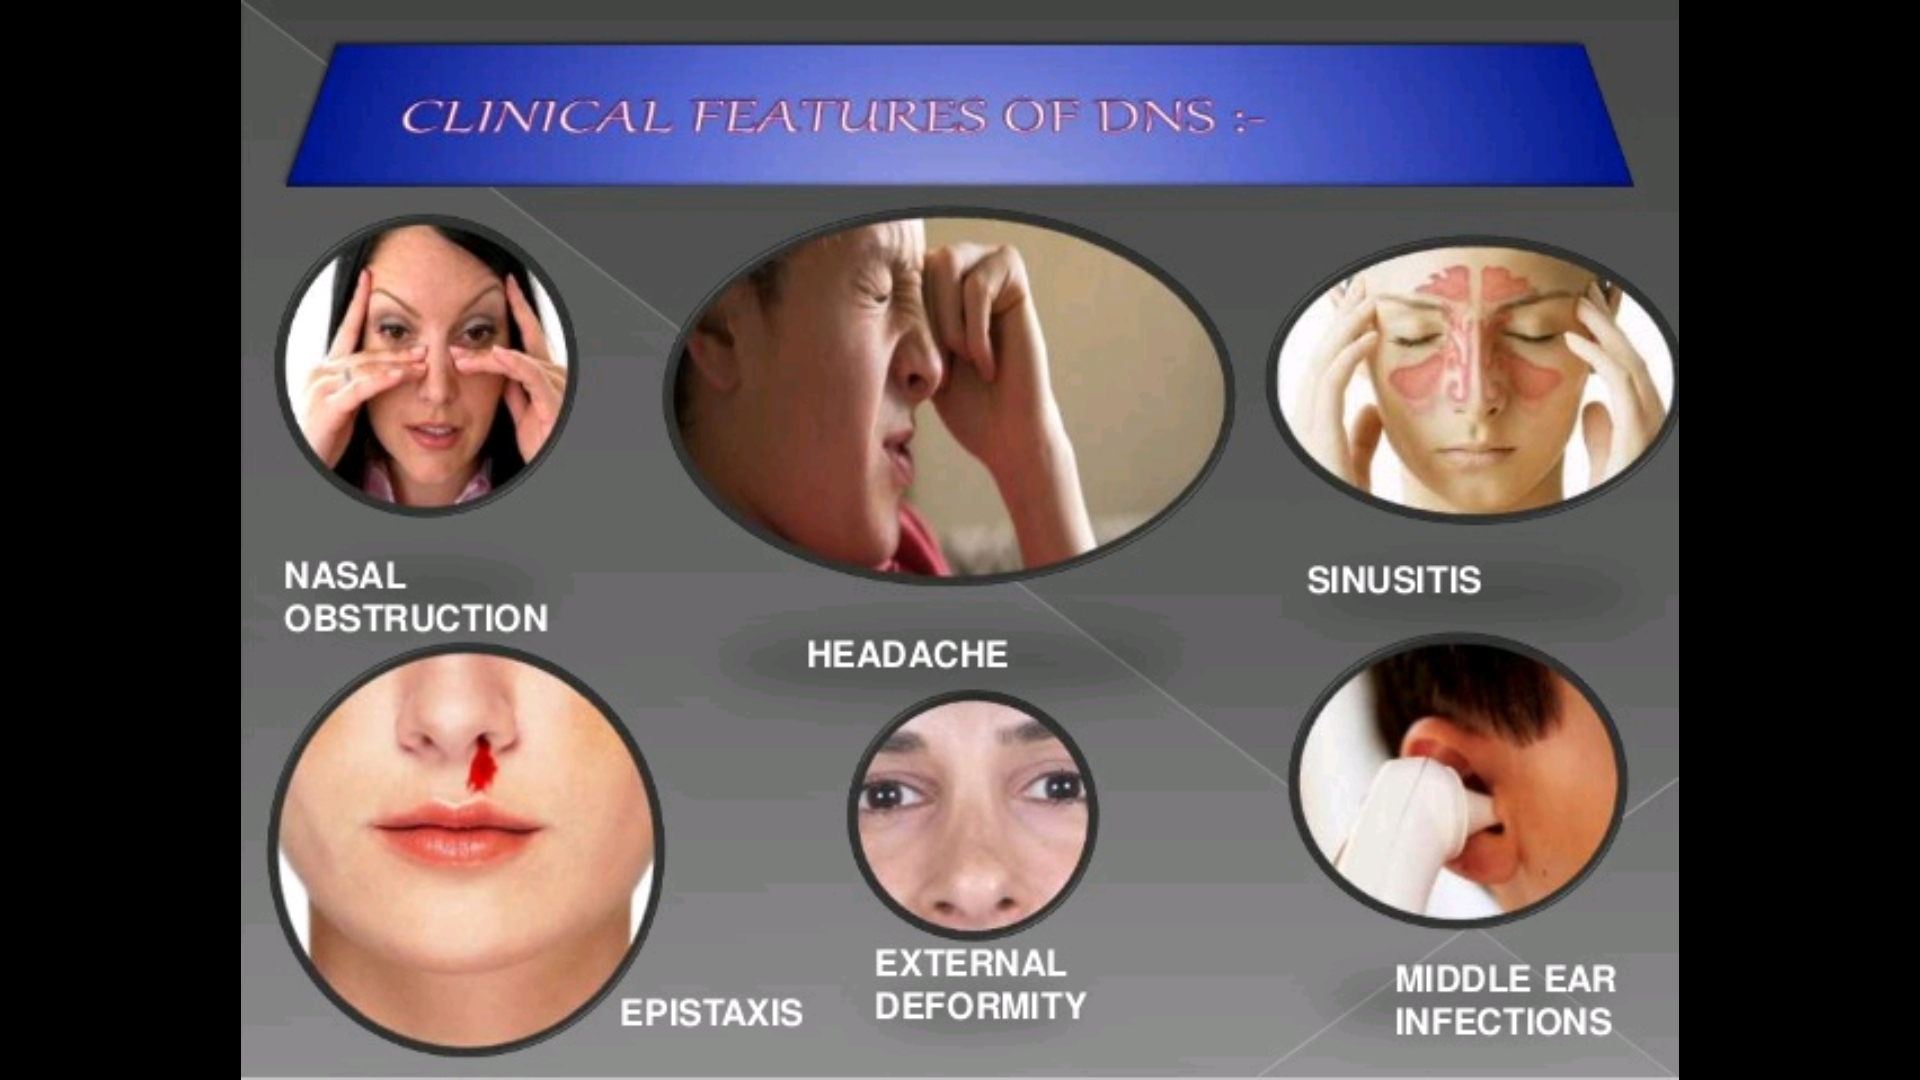 CLINICAL FEATURES OF DNS :-
NASAL
OBSTRUCTION
HEADACHE
SINUSITIS
EPISTAXIS
EXTERNAL
DEFORMITY
MIDDLE EAR
INFECTIONS